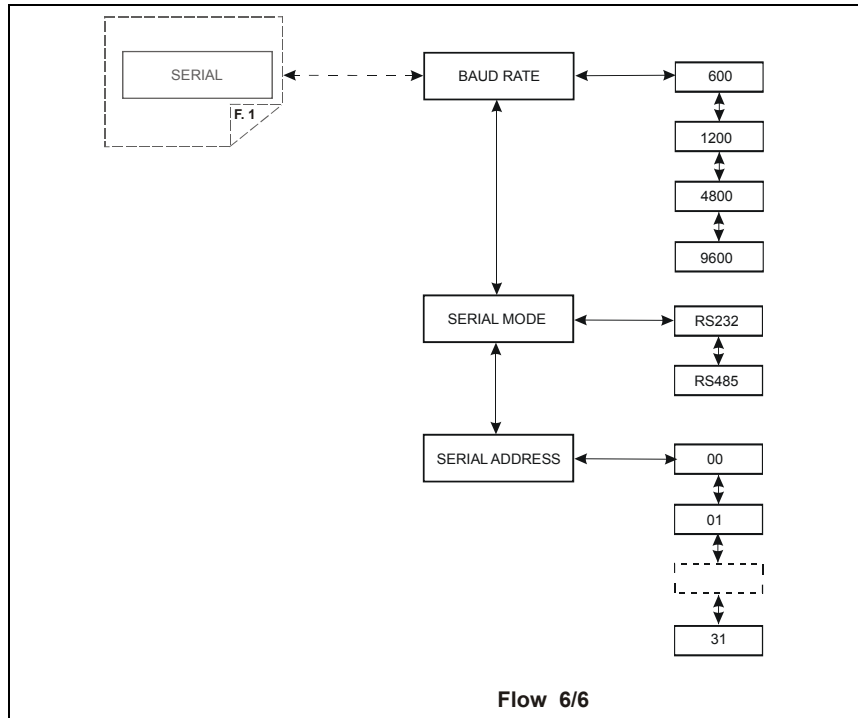 SERIAL
F. 1
BAUD RATE
600
1200
4800
9600
SERIAL MODE
RS232
RS485
SERIAL ADDRESS
00
01
31
Flow 6/6